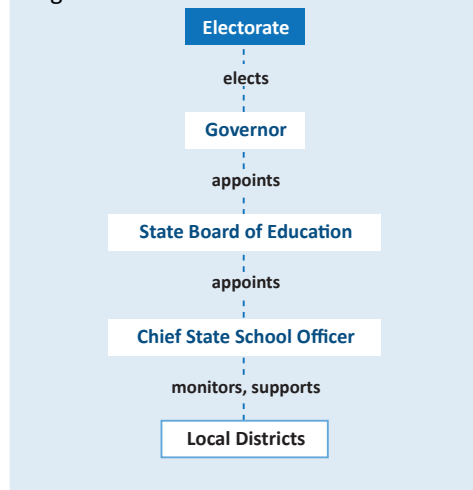 Electorate
elects
Governor
appoints
State Board of Education
appoints
Chief State School Officer
monitors, supports
Local Districts